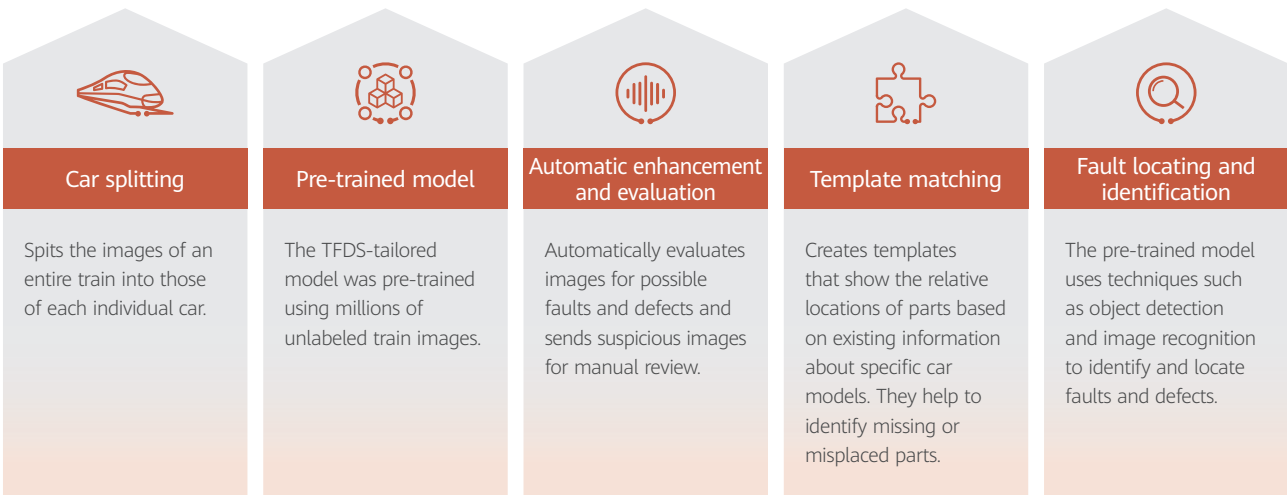 Car splitting
Spits the images of an
entire train into those
of each individual car.
Pre-trained model
The TFDS-tailored
model was pre-trained
using millions of
unlabeled train images.
Automatic enhancement
and evaluation
Automatically evaluates
images for possible
faults and defects and
sends suspicious images
for manual review.
Template matching
Creates templates
that show the relative
locations of parts based
on existing information
about specific car
models. They help to
identify missing or
misplaced parts.
Fault locating and
identification
The pre-trained model
uses techniques such
as object detection
and image recognition
to identify and locate
faults and defects.